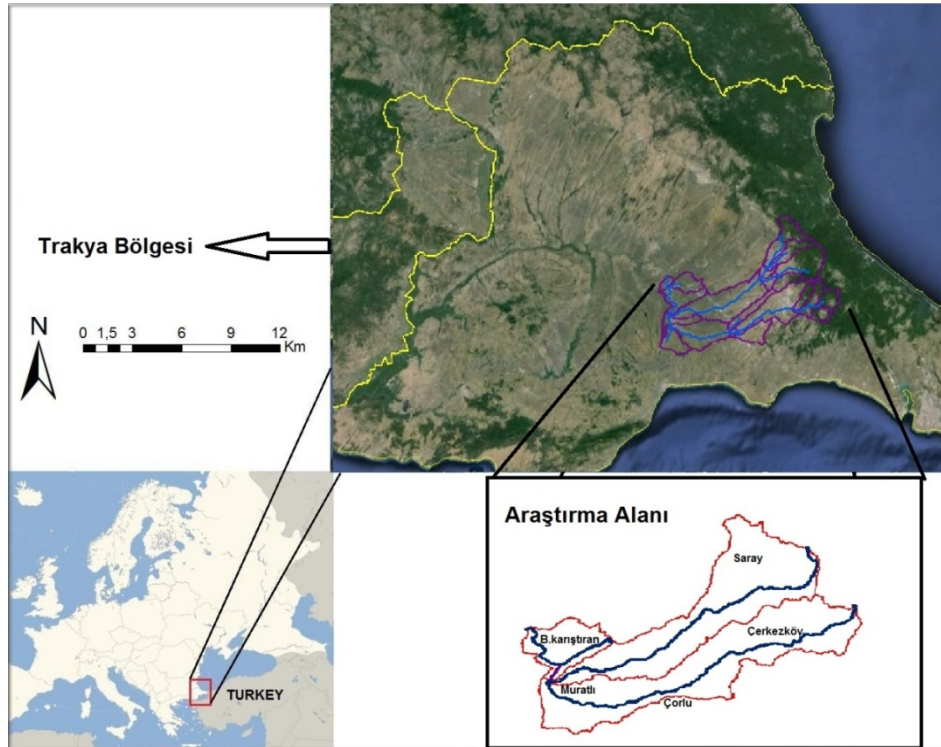 Trakya Bölgesi
N
0 1,5 3 6 9 12
Km
TURKEY
Araştırma Alanı
Saray
B.karıştıran
Çerkezköy
Muratlı
Çorlu